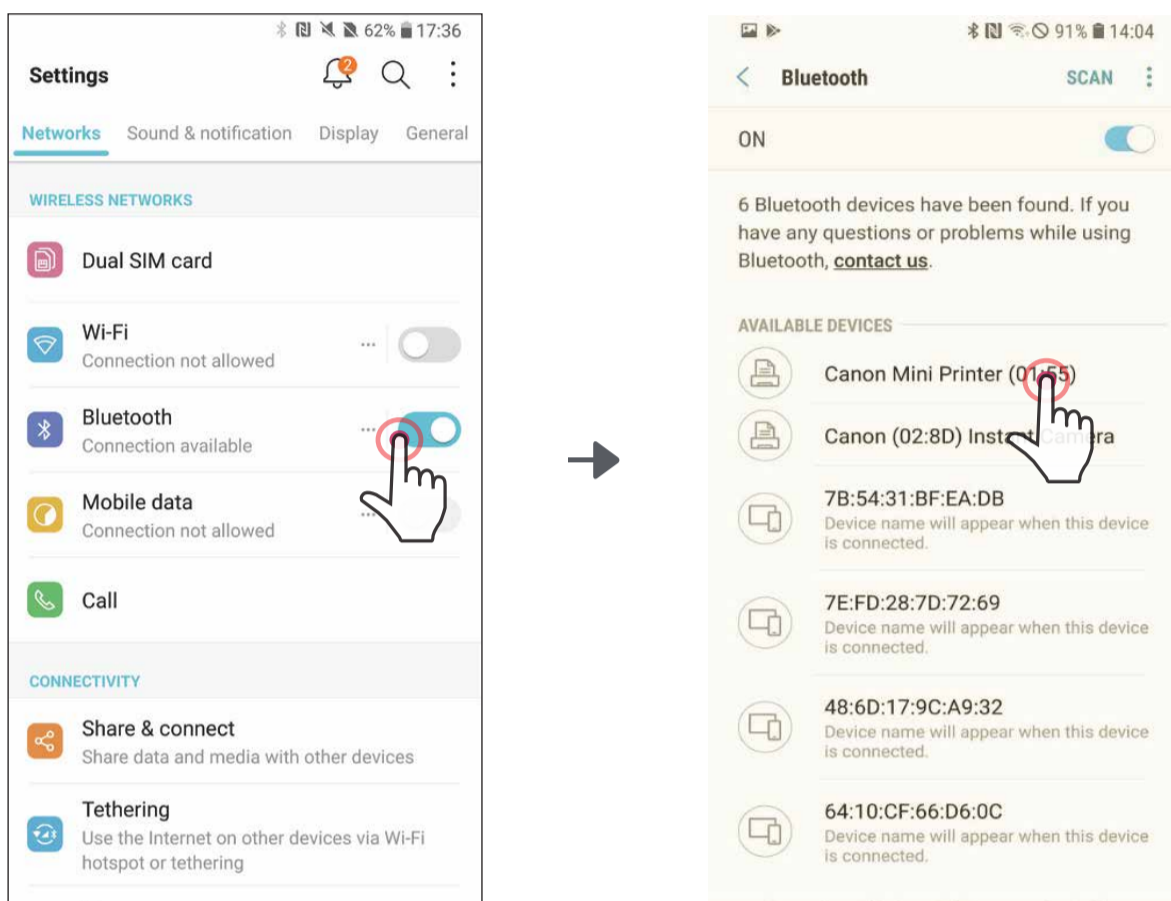 62% 17:36
Settings
2
Networks Sound & notification Display General
WIRELESS NETWORKS
Dual SIM card
Wi-Fi
Connection not allowed
Bluetooth
Connection available
Mobile data
Connection not allowed
Call
CONNECTIVITY
Share & connect
Share data and media with other devices
Tethering
Use the Internet on other devices via Wi-Fi
hotspot or tethering
91% 14:04
Bluetooth SCAN
ON
6 Bluetooth devices have been found. If you
have any questions or problems while using
Bluetooth, contact us.
AVAILABLE DEVICES
Canon Mini Printer (01:55)
Canon (02:8D) Instant Camera
7B:54:31:BF:EA:DB
Device name will appear when this device
is connected.
7E:FD:28:7D:72:69
Device name will appear when this device
is connected.
48:6D:17:9C:A9:32
Device name will appear when this device
is connected.
64:10:CF:66:D6:0C
Device name will appear when this device
is connected.